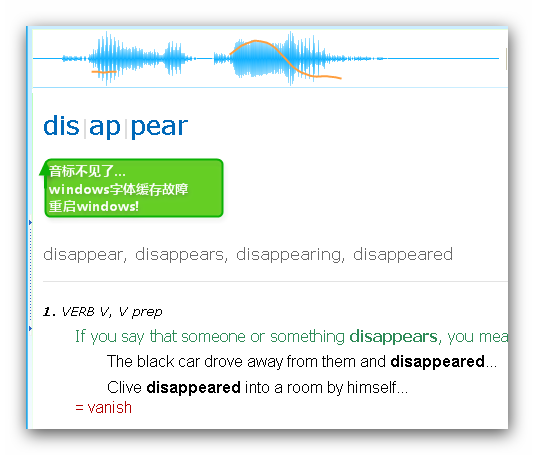 dis|ap|pear
音标不见了...
windows字体缓存故障
重启windows!
disappear, disappears, disappearing, disappeared
1. VERB V, V prep
If you say that someone or something disappears, you mea
The black car drove away from them and disappeared...
Clive disappeared into a room by himself...
= vanish